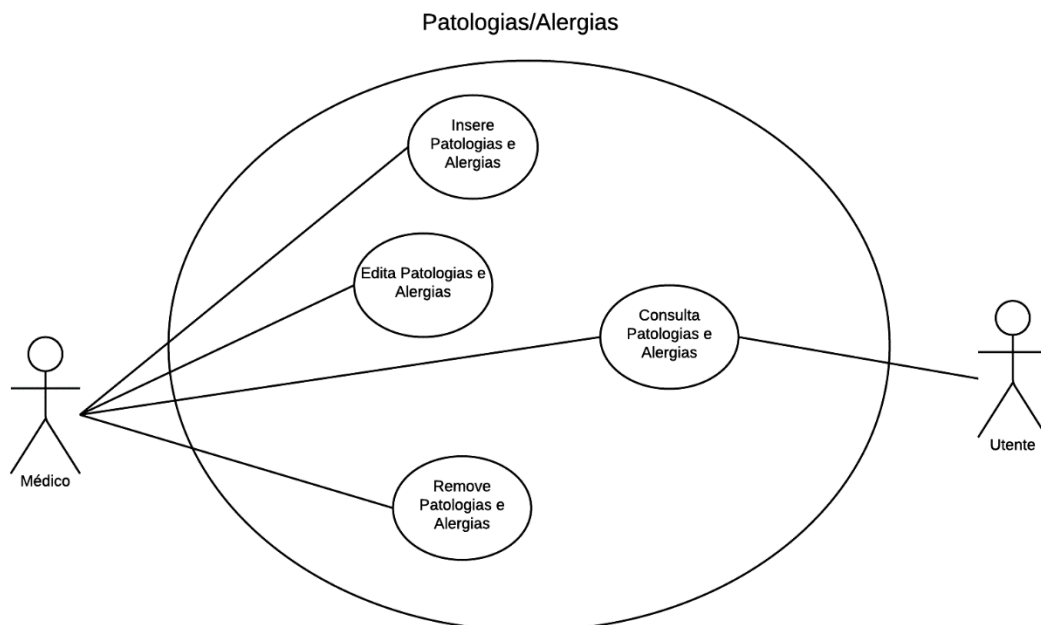 Patologias/Alergias
Insere
Patologias e
Alergias
Edita Patologias e
Alergias
Consulta
Patologias e
Alergias
Utente
Médico
Remove
Patologias e
Alergias